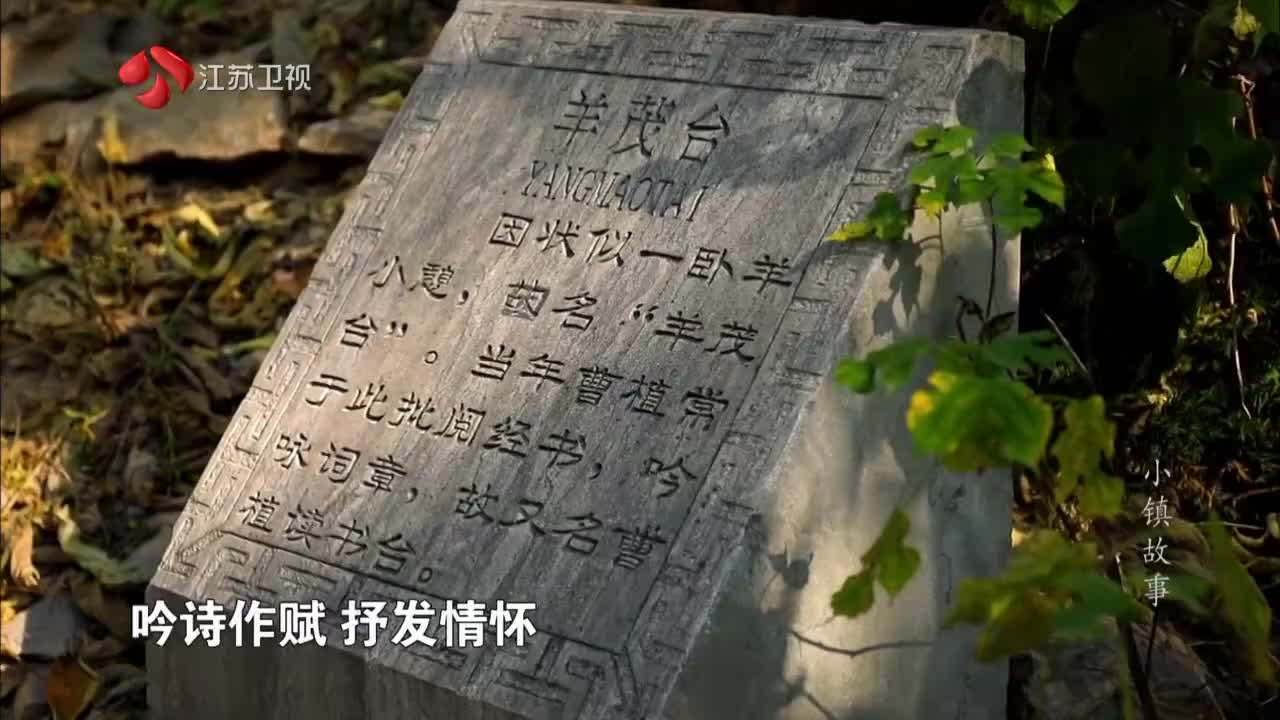 江苏卫视
羊茂台
YANGMAOTAI
因状似一卧羊
小憩，故名“羊茂
台”。当年曹植常
于此批阅经书，吟
咏词章，故又名曹
植读书台。
吟诗作赋 抒发情怀
小镇故事